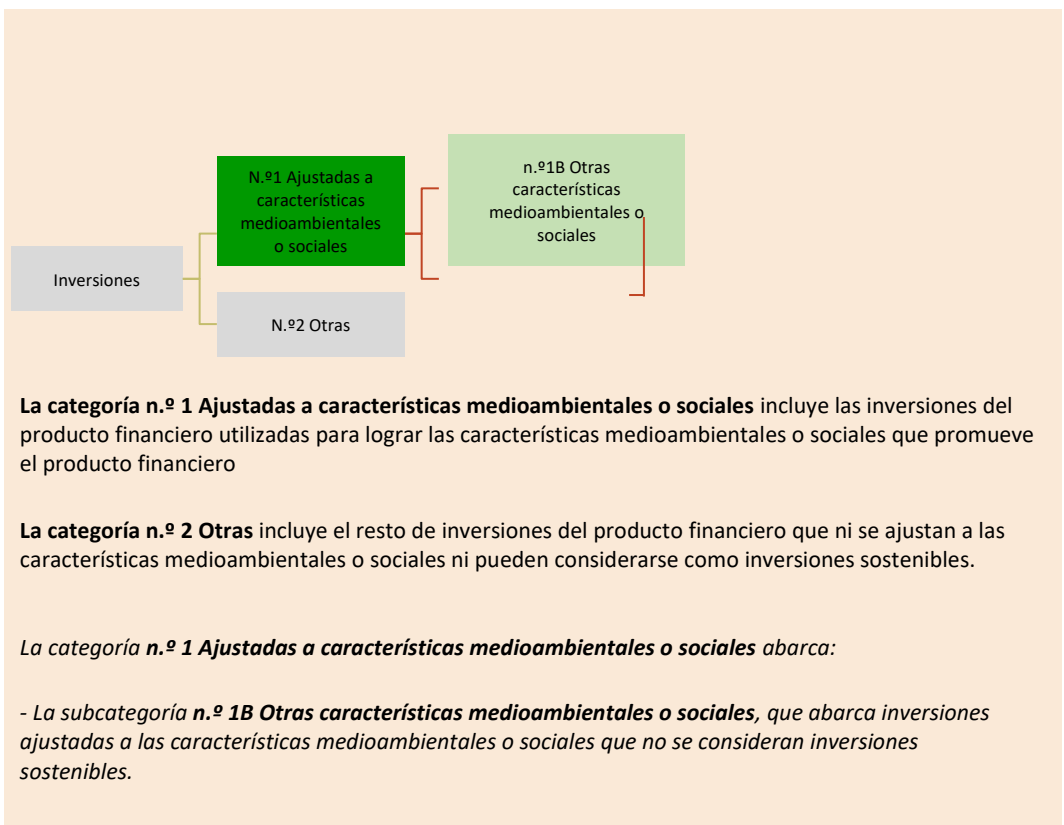 N.º1 Ajustadas a
características
medioambientales
o sociales
n.º1B Otras
características
medioambientales o
sociales
Inversiones
N.º2 Otras
La categoría n.º 1 Ajustadas a características medioambientales o sociales incluye las inversiones del
producto financiero utilizadas para lograr las características medioambientales o sociales que promueve
el producto financiero
La categoría n.º 2 Otras incluye el resto de inversiones del producto financiero que ni se ajustan a las
características medioambientales o sociales ni pueden considerarse como inversiones sostenibles.
La categoría n.º 1 Ajustadas a características medioambientales o sociales abarca:
- La subcategoría n.º 1B Otras características medioambientales o sociales, que abarca inversiones
ajustadas a las características medioambientales o sociales que no se consideran inversiones
sostenibles.